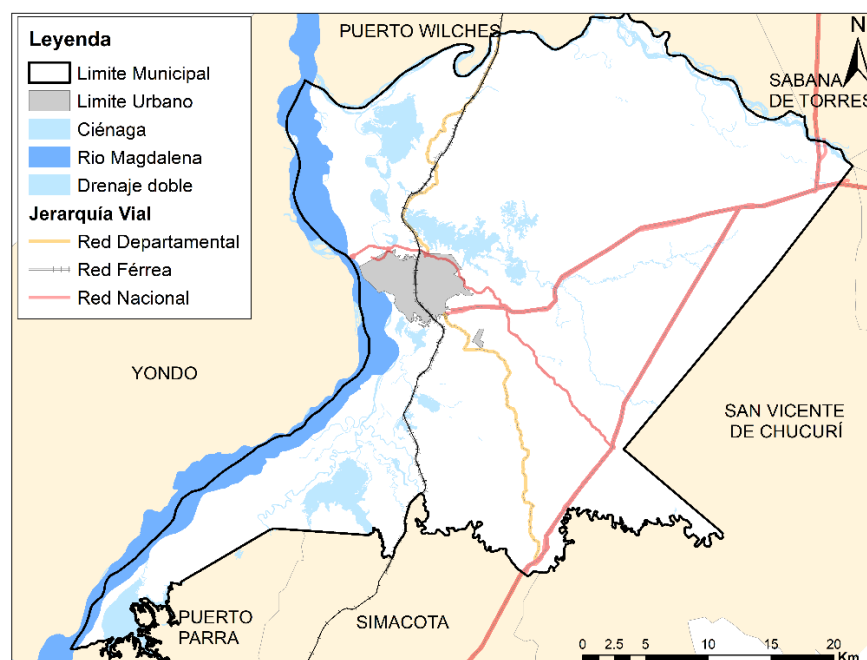 Leyenda
Limite Municipal
Limite Urbano
Ciénaga
Rio Magdalena
Drenaje doble
Jerarquía Vial
Red Departamental
Red Férrea
Red Nacional
PUERTO WILCHES
N
SABANA
DE TORRES
YONDO
SAN VICENTE
DE CHUCURÍ
PUERTO
PARRA
SIMACOTA
0 2.5 5 10 15 20
Km